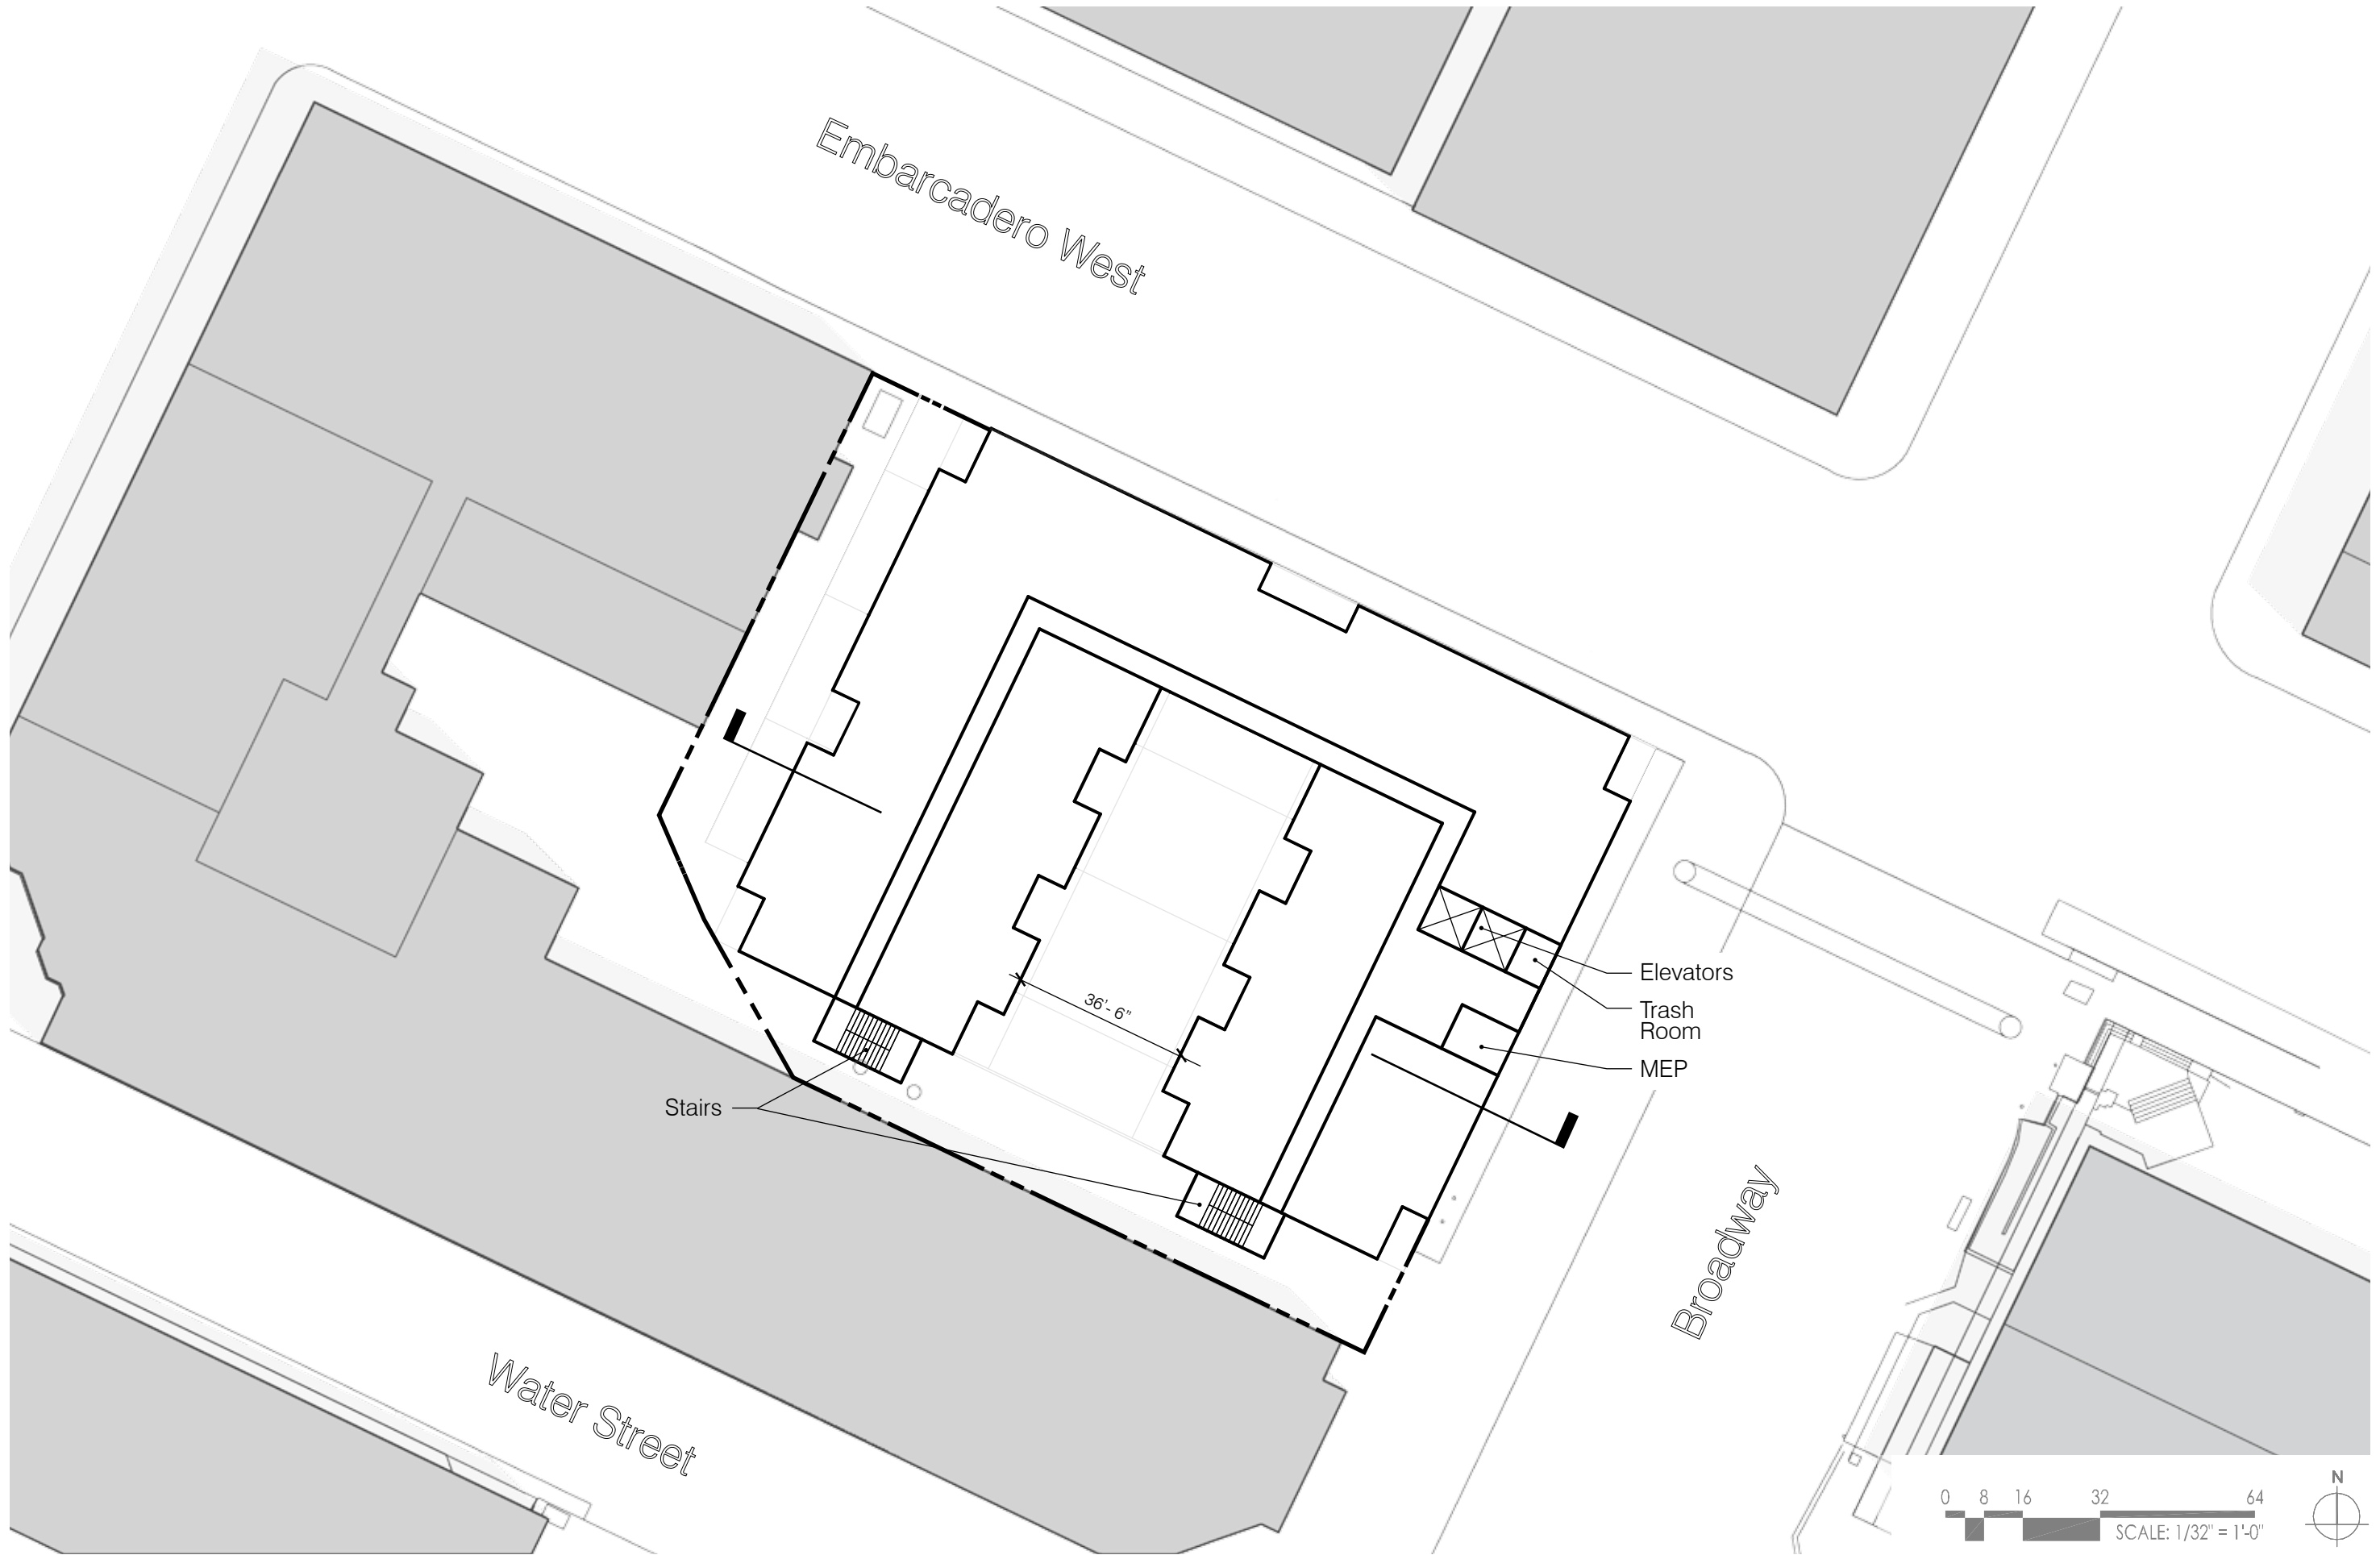 Embarcadero West
Elevators
Trash
Room
MEP
36' - 6"
Stairs
Broadway
Water Street
N
0 8 16 32 64
SCALE: 1/32" = 1'-0"